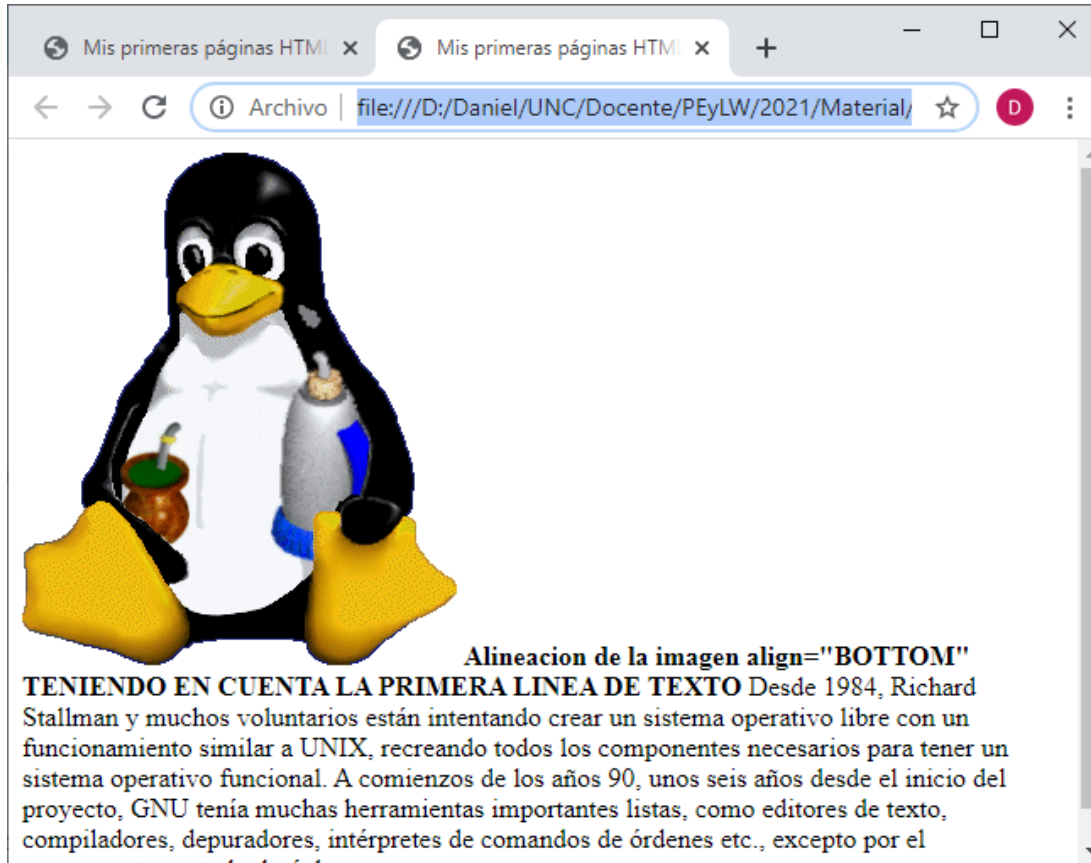 Mis primeras páginas HTML
Mis primeras páginas HTML
Archivo file:///D:/Daniel/UNC/Docente/PEyLW/2021/Material/
D
Alineacion de la imagen align="BOTTOM"
TENIENDO EN CUENTA LA PRIMERA LINEA DE TEXTO Desde 1984, Richard
Stallman y muchos voluntarios están intentando crear un sistema operativo libre con un
funcionamiento similar a UNIX, recreando todos los componentes necesarios para tener un
sistema operativo funcional. A comienzos de los años 90, unos seis años desde el inicio del
proyecto, GNU tenía muchas herramientas importantes listas, como editores de texto,
compiladores, depuradores, intérpretes de comandos de órdenes etc., excepto por el